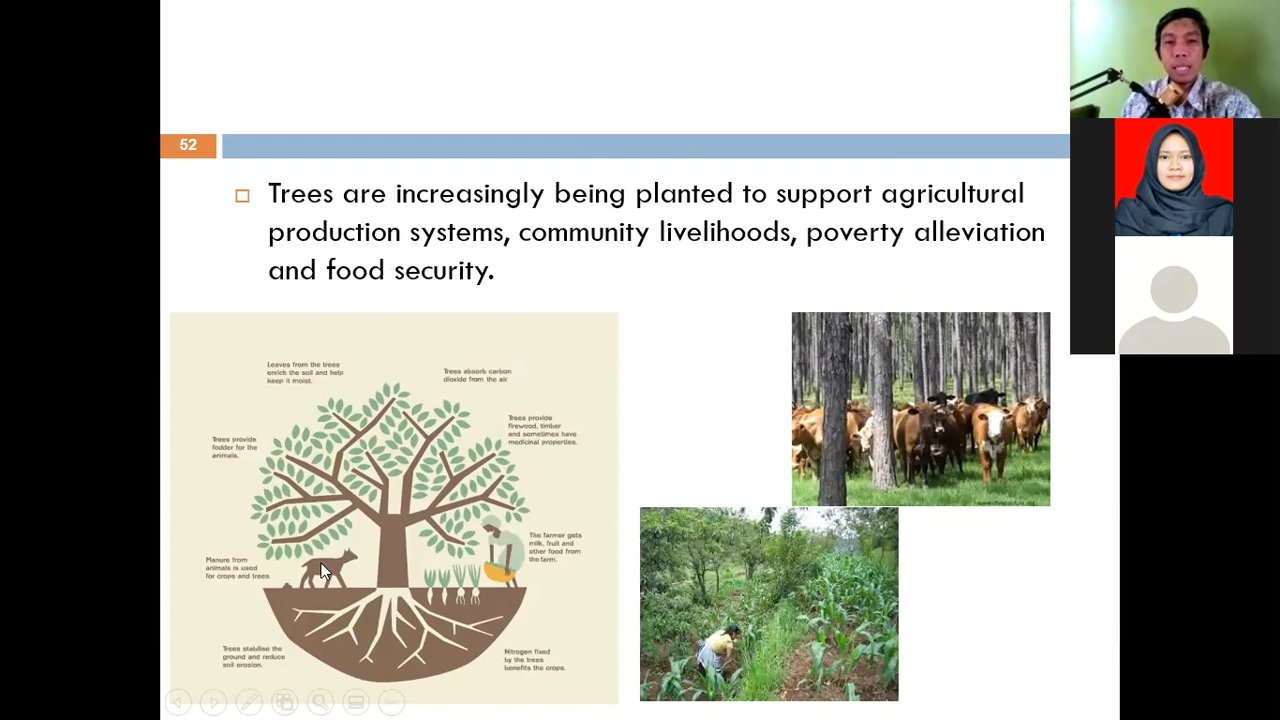 52
Trees are increasingly being planted to support agricultural
production systems, community livelihoods, poverty alleviation
and food security.
Leaves from the trees
enrich the soil and help
keep it moist.
Trees absorb carbon
dioxide from the air.
Trees provide
firewood, timber
and sometimes have
medicinal properties.
Trees provide
fodder for the
animals.
The farmer gets
milk, fruit and
other food from
the farm.
Manure from
animals is used
for crops and trees.
Trees stabilise the
ground and reduce
soil erosion.
Nitrogen fixed
by the trees
benefits the crops.